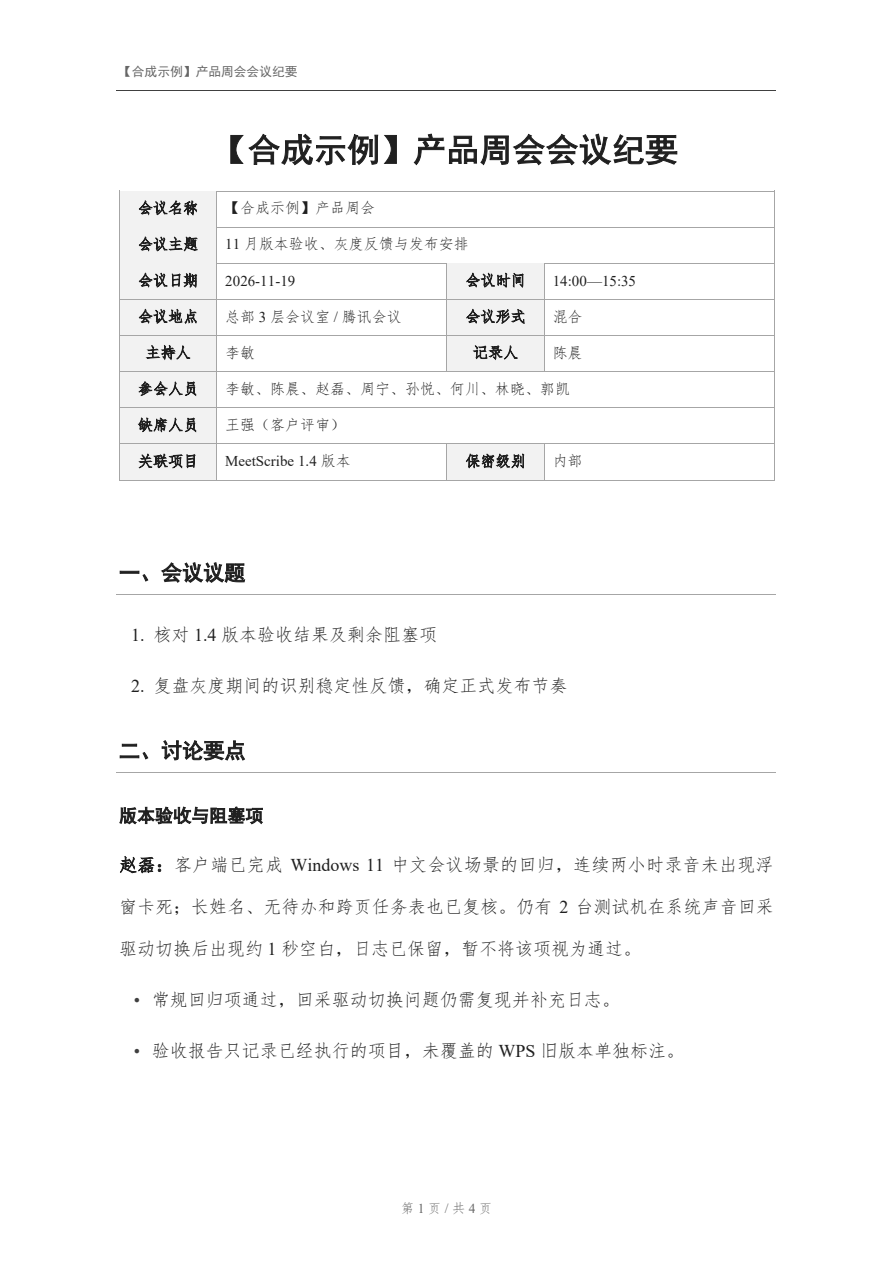 【合成示例】产品周会会议纪要
【合成示例】产品周会会议纪要
会议名称 【合成示例】产品周会
会议主题 11 月版本验收、灰度反馈与发布安排
会议日期 2026-11-19 会议时间 14:00—15:35
会议地点 总部 3 层会议室 / 腾讯会议 会议形式 混合
主持人 李敏 记录人 陈晨
参会人员 李敏、陈晨、赵磊、周宁、孙悦、何川、林晓、郭凯
缺席人员 王强（客户评审）
关联项目 MeetScribe 1.4 版本 保密级别 内部
一、会议议题
1. 核对 1.4 版本验收结果及剩余阻塞项
2. 复盘灰度期间的识别稳定性反馈，确定正式发布节奏
二、讨论要点
版本验收与阻塞项
赵磊：客户端已完成 Windows 11 中文会议场景的回归，连续两小时录音未出现浮
窗卡死；长姓名、无待办和跨页任务表也已复核。仍有 2 台测试机在系统声音回采
驱动切换后出现约 1 秒空白，日志已保留，暂不将该项视为通过。
• 常规回归项通过，回采驱动切换问题仍需复现并补充日志。
• 验收报告只记录已经执行的项目，未覆盖的 WPS 旧版本单独标注。
第 1 页 / 共 4 页